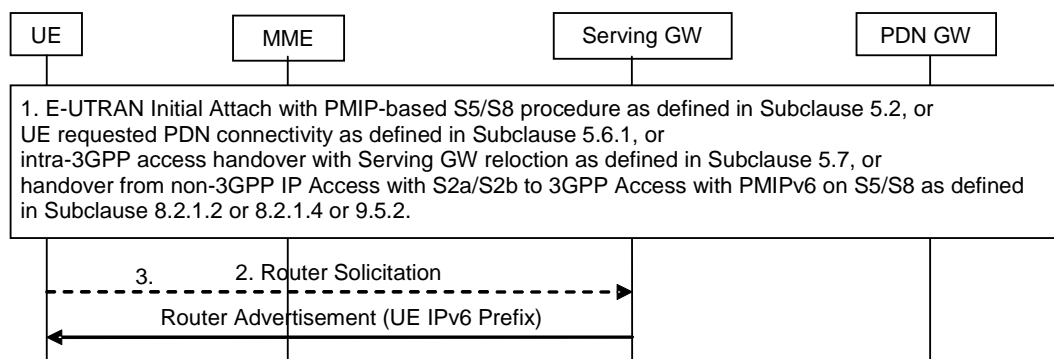 UE
MME
Serving GW
PDN GW
1. E-UTRAN Initial Attach with PMIP-based S5/S8 procedure as defined in Subclause 5.2, or
UE requested PDN connectivity as defined in Subclause 5.6.1, or
intra-3GPP access handover with Serving GW reloction as defined in Subclause 5.7, or
handover from non-3GPP IP Access with S2a/S2b to 3GPP Access with PMIPv6 on S5/S8 as defined
in Subclause 8.2.1.2 or 8.2.1.4 or 9.5.2.
2. Router Solicitation
3.
Router Advertisement (UE IPv6 Prefix)